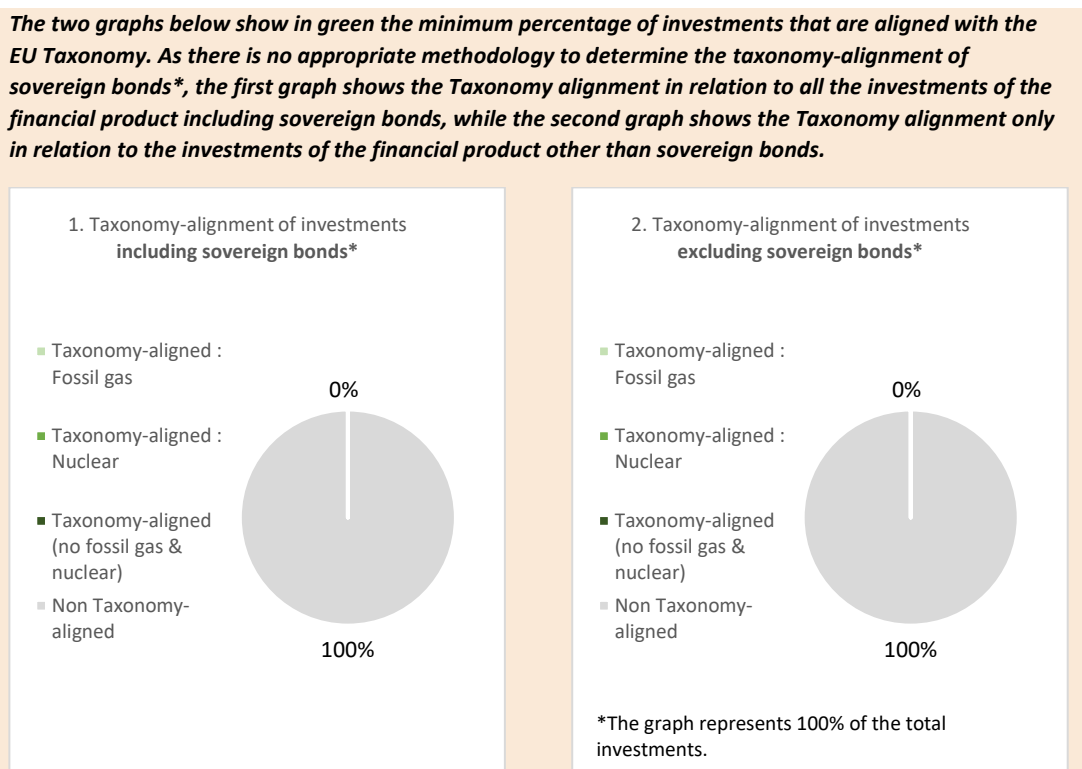 The two graphs below show in green the minimum percentage of investments that are aligned with the
EU Taxonomy. As there is no appropriate methodology to determine the taxonomy-alignment of
sovereign bonds*, the first graph shows the Taxonomy alignment in relation to all the investments of the
financial product including sovereign bonds, while the second graph shows the Taxonomy alignment only
in relation to the investments of the financial product other than sovereign bonds.
1. Taxonomy-alignment of investments
including sovereign bonds*
Taxonomy-aligned :
Fossil gas
Taxonomy-aligned :
Nuclear
Taxonomy-aligned
(no fossil gas &
nuclear)
Non Taxonomy-
aligned
0%
100%
2. Taxonomy-alignment of investments
excluding sovereign bonds*
Taxonomy-aligned :
Fossil gas
Taxonomy-aligned :
Nuclear
Taxonomy-aligned
(no fossil gas &
nuclear)
Non Taxonomy-
aligned
0%
100%
*The graph represents 100% of the total
investments.